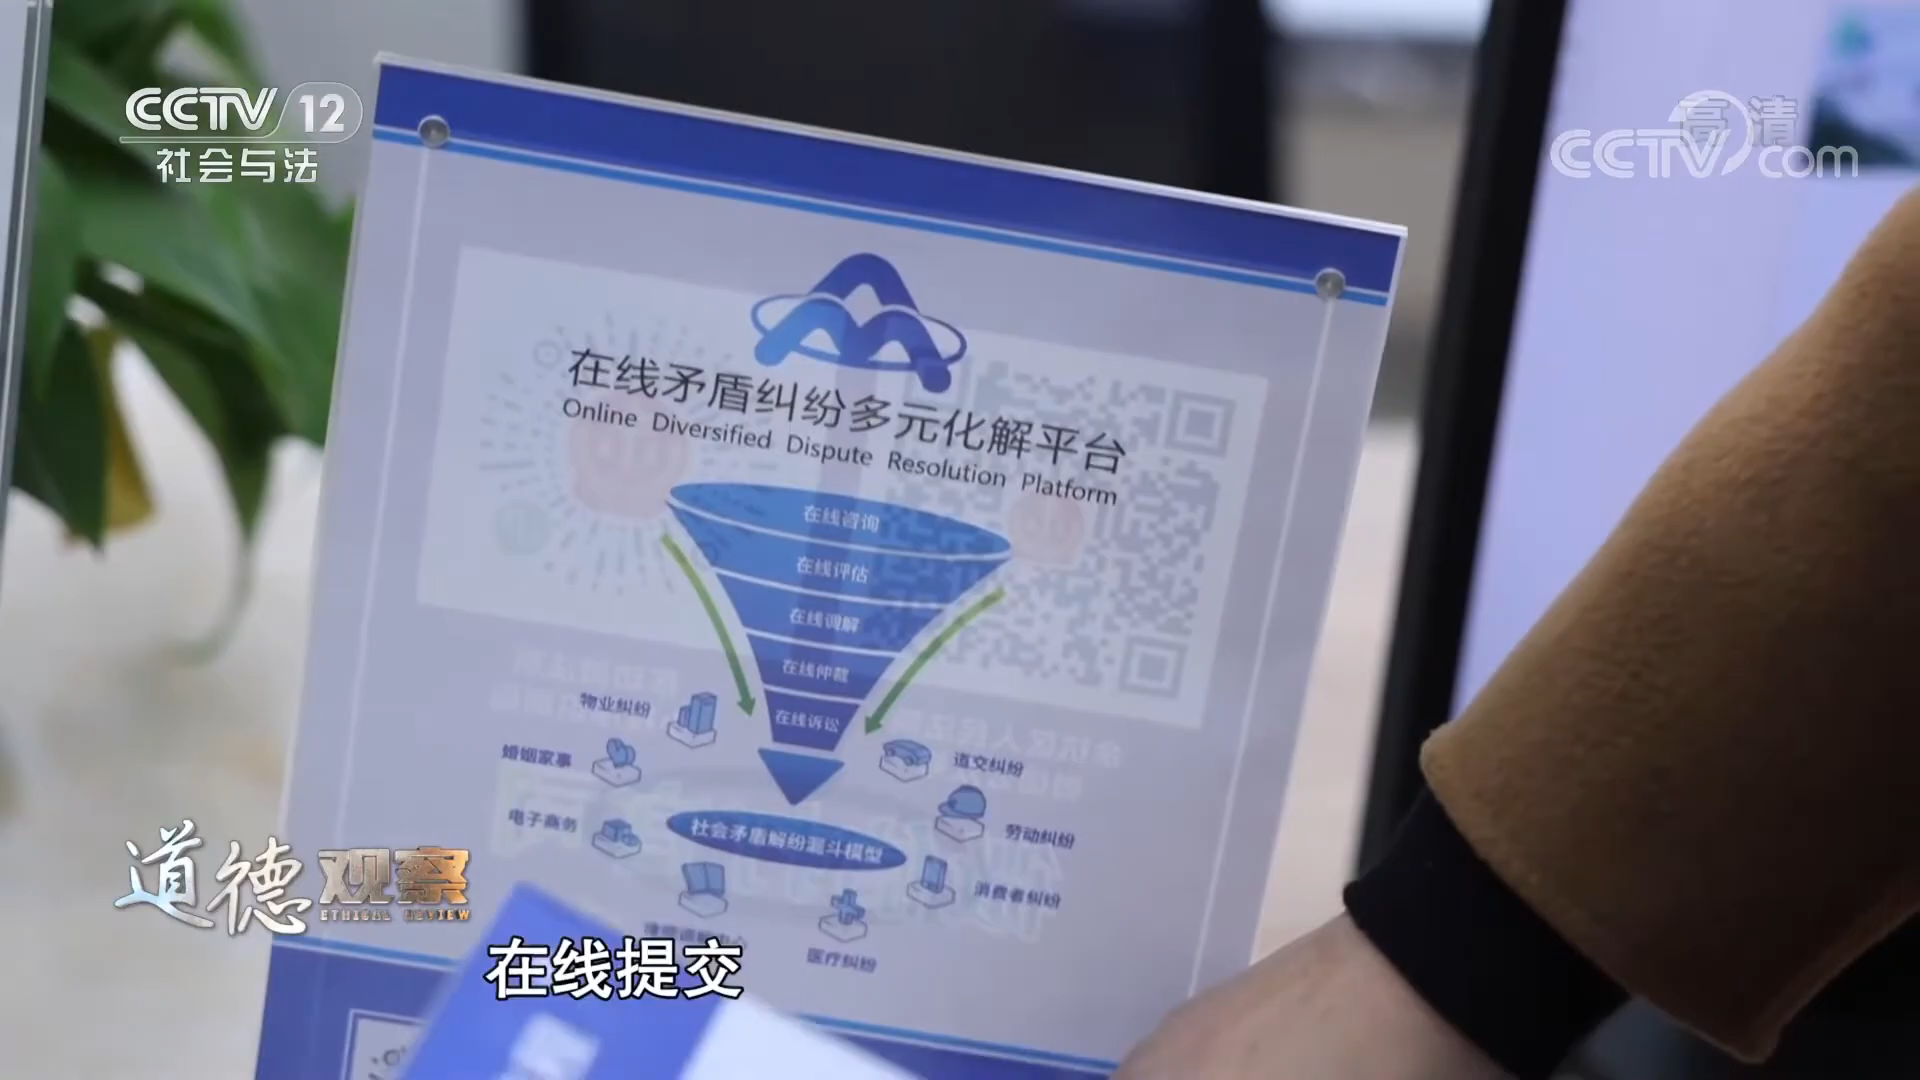 CCTV 12
社会与法
高清
CCTV.com
在线矛盾纠纷多元化解平台
Online Diversified Dispute Resolution Platform
在线咨询
在线评估
在线调解
在线仲裁
在线诉讼
物业纠纷
道交纠纷
婚姻家事
劳动纠纷
电子商务
社会矛盾解纷漏斗模型
消费者纠纷
医疗纠纷
道德观察
ETHICAL REVIEW
在线提交